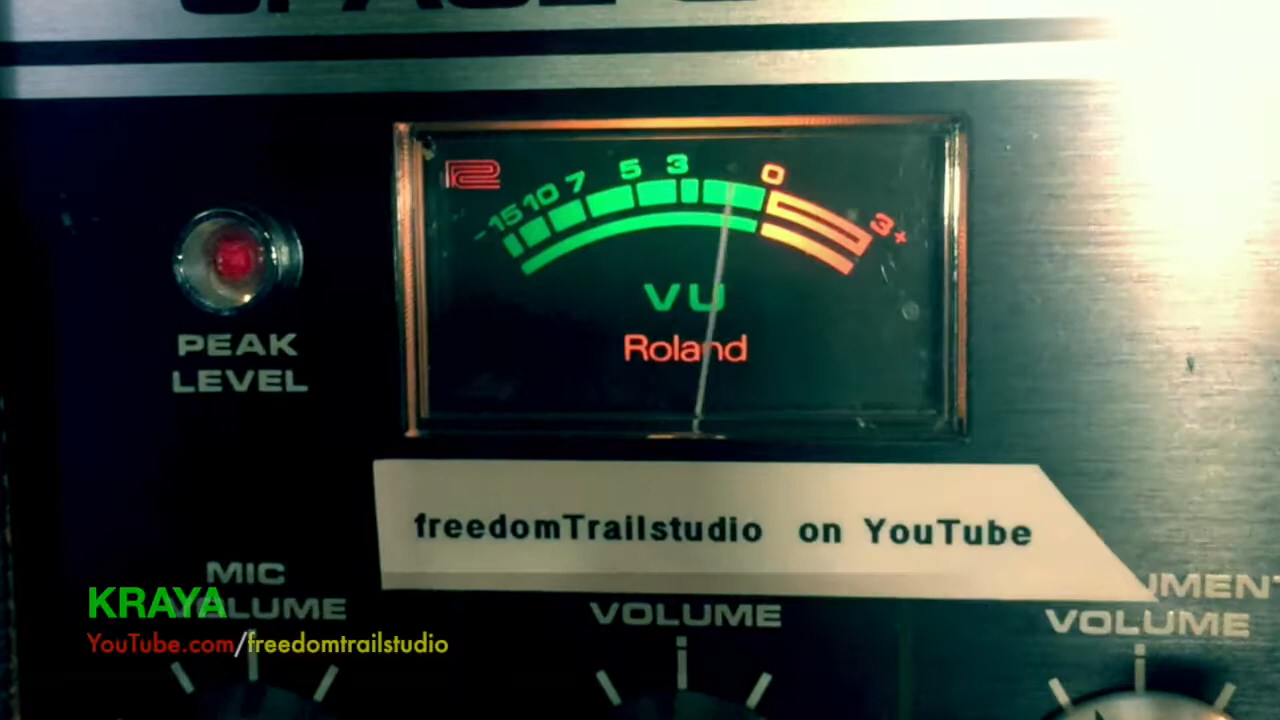 -15 10 7 5 3 0 3+
VU
Roland
PEAK
LEVEL
freedomTrailstudio on YouTube
MIC
VOLUME
VOLUME
VOLUME
KRAYA
YouTube.com/freedomtrailstudio